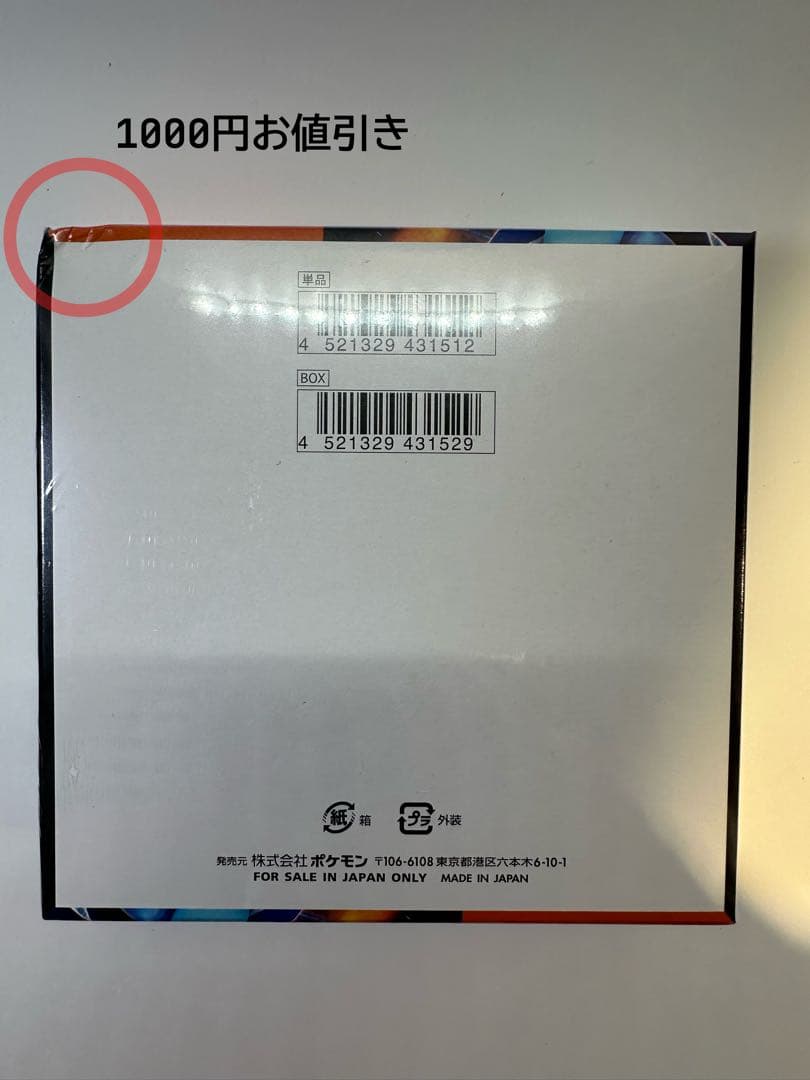 1000円お値引き
単品
4 521329 431512
BOX
4 521329 431529
紙 箱 プラ 外装
発売元 株式会社ポケモン 〒106-6108 東京都港区六本木6-10-1
FOR SALE IN JAPAN ONLY MADE IN JAPAN